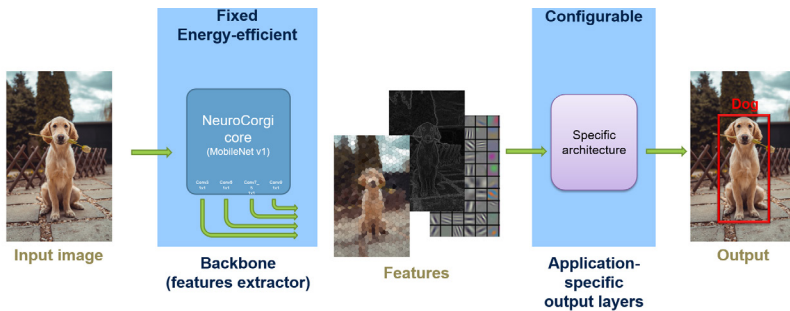 Fixed
Energy-efficient
Configurable
NeuroCorgi
core
(MobileNet v1)
Specific
architecture
Dog
Input image
Backbone
(features extractor)
Features
Application-
specific
output layers
Output